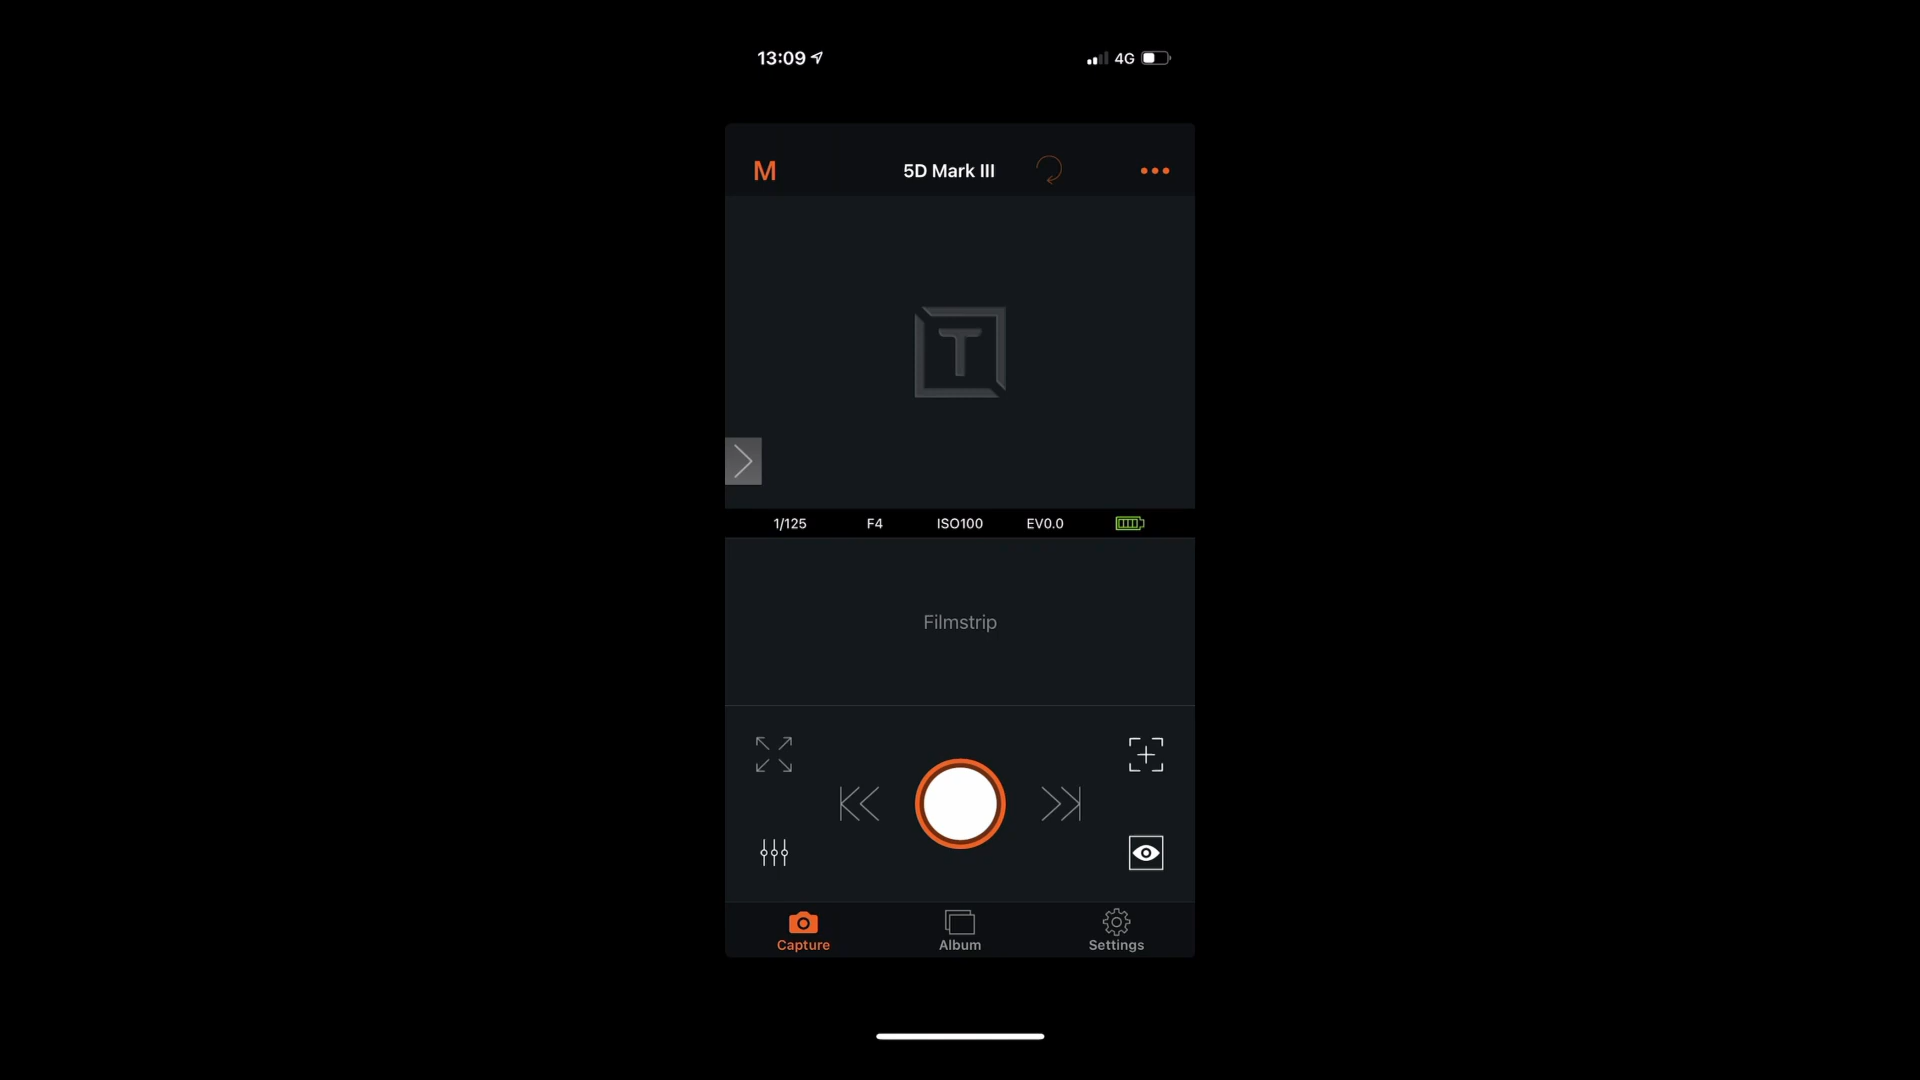 13:09
4G
M
5D Mark III
T
1/125 F4 ISO100 EV0.0
Filmstrip
Capture Album Settings